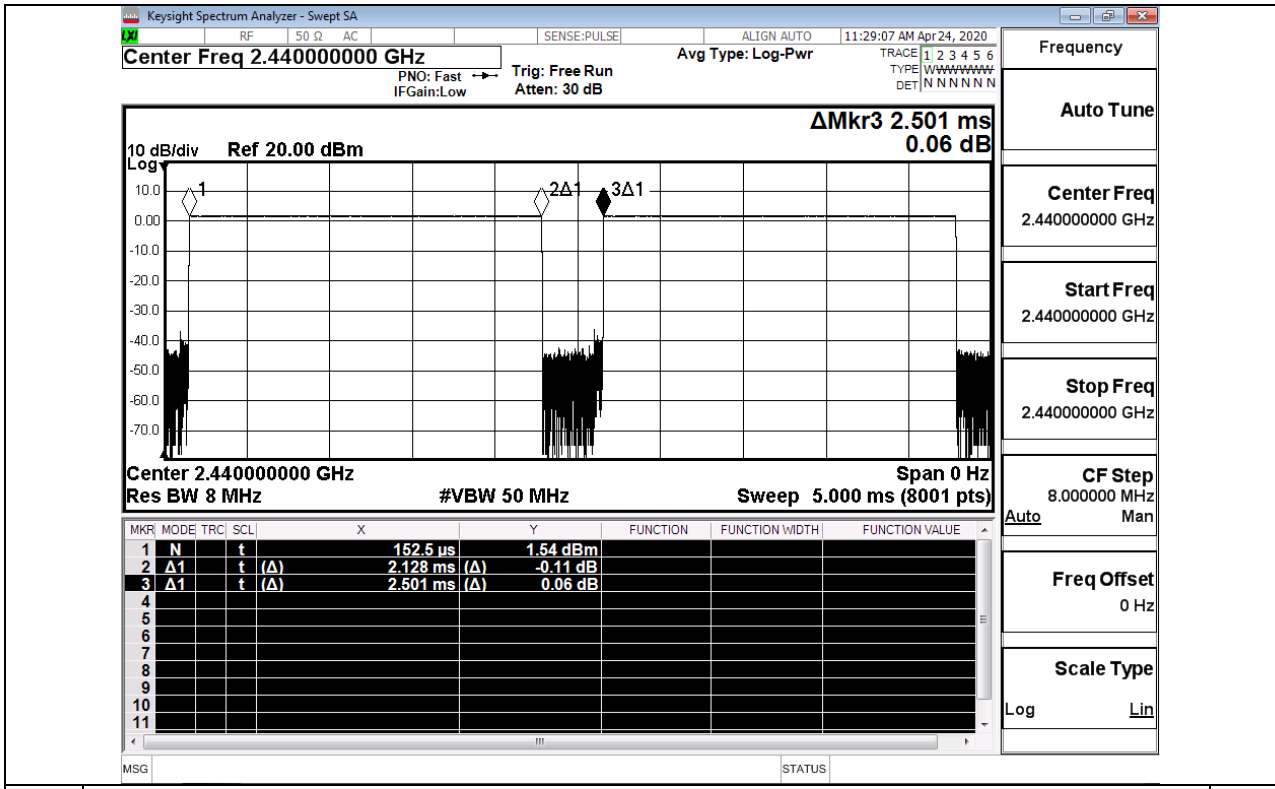 Keysight Spectrum Analyzer - Swept SA
LXI RF 50 Ω AC SENSE:PULSE ALIGN AUTO 11:29:07 AM Apr 24, 2020
Center Freq 2.440000000 GHz Avg Type: Log-Pwr TRACE 1 2 3 4 5 6
PNO: Fast Trig: Free Run TYPE WWWWWW
IFGain:Low Atten: 30 dB DET N N N N N N
ΔMkr3 2.501 ms
0.06 dB
10 dB/div Ref 20.00 dBm
Log
10.0
0.00
-10.0
-20.0
-30.0
-40.0
-50.0
-60.0
-70.0
1 2Δ1 3Δ1
Center 2.440000000 GHz Span 0 Hz
Res BW 8 MHz #VBW 50 MHz Sweep 5.000 ms (8001 pts)
MKR MODE TRC SCL X Y FUNCTION FUNCTION WIDTH FUNCTION VALUE
1 N t 152.5 µs 1.54 dBm
2 Δ1 t (Δ) 2.128 ms (Δ) -0.11 dB
3 Δ1 t (Δ) 2.501 ms (Δ) 0.06 dB
4
5
6
7
8
9
10
11
MSG STATUS
Frequency
Auto Tune
Center Freq
2.440000000 GHz
Start Freq
2.440000000 GHz
Stop Freq
2.440000000 GHz
CF Step
8.000000 MHz
Auto Man
Freq Offset
0 Hz
Scale Type
Log Lin